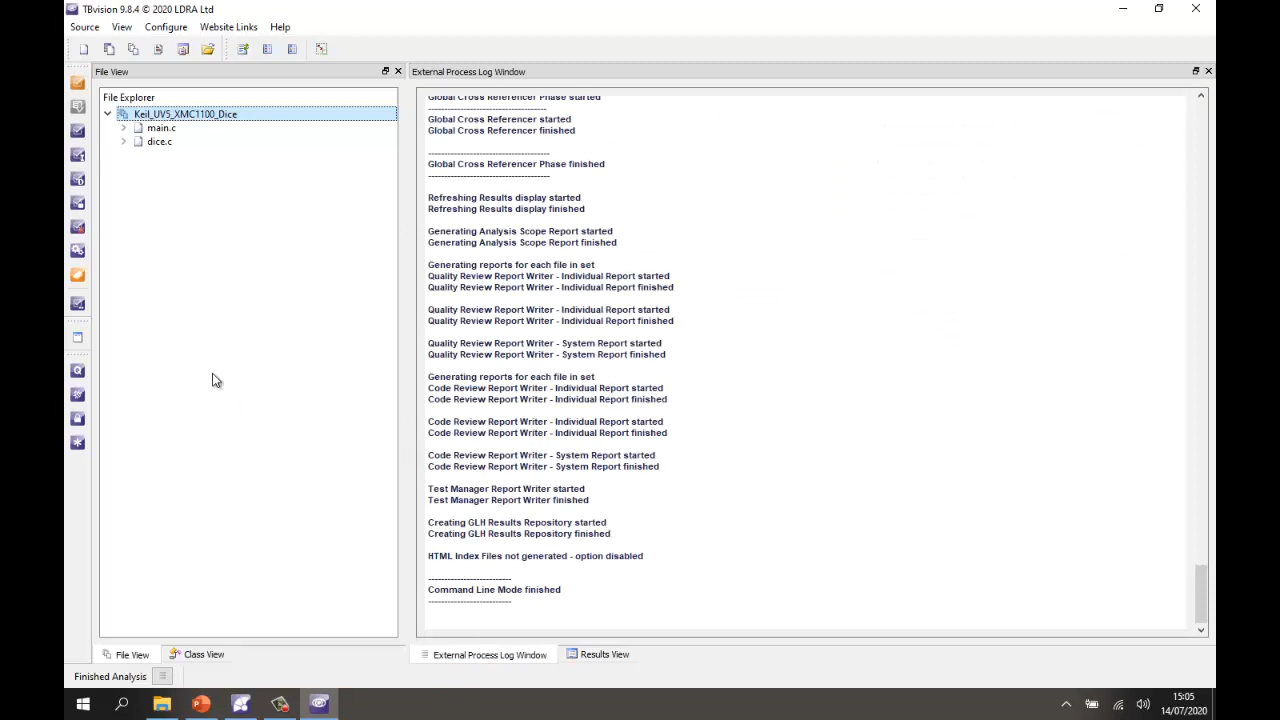 TBvision 9.8.4 © 2020 LDRA Ltd
Source View Configure Website Links Help
File View
External Process Log Window
File Explorer
Keil_UV5_XMC1100_Dice
main.c
dice.c
Global Cross Referencer Phase started
----------------------------------------
Global Cross Referencer started
Global Cross Referencer finished
-----------------------------------------
Global Cross Referencer Phase finished
-----------------------------------------
Refreshing Results display started
Refreshing Results display finished
Generating Analysis Scope Report started
Generating Analysis Scope Report finished
Generating reports for each file in set
Quality Review Report Writer - Individual Report started
Quality Review Report Writer - Individual Report finished
Quality Review Report Writer - Individual Report started
Quality Review Report Writer - Individual Report finished
Quality Review Report Writer - System Report started
Quality Review Report Writer - System Report finished
Generating reports for each file in set
Code Review Report Writer - Individual Report started
Code Review Report Writer - Individual Report finished
Code Review Report Writer - Individual Report started
Code Review Report Writer - Individual Report finished
Code Review Report Writer - System Report started
Code Review Report Writer - System Report finished
Test Manager Report Writer started
Test Manager Report Writer finished
Creating GLH Results Repository started
Creating GLH Results Repository finished
HTML Index Files not generated - option disabled
----------------------------
Command Line Mode finished
----------------------------
File View Class View
External Process Log Window Results View
Finished Analysis
15:05
14/07/2020